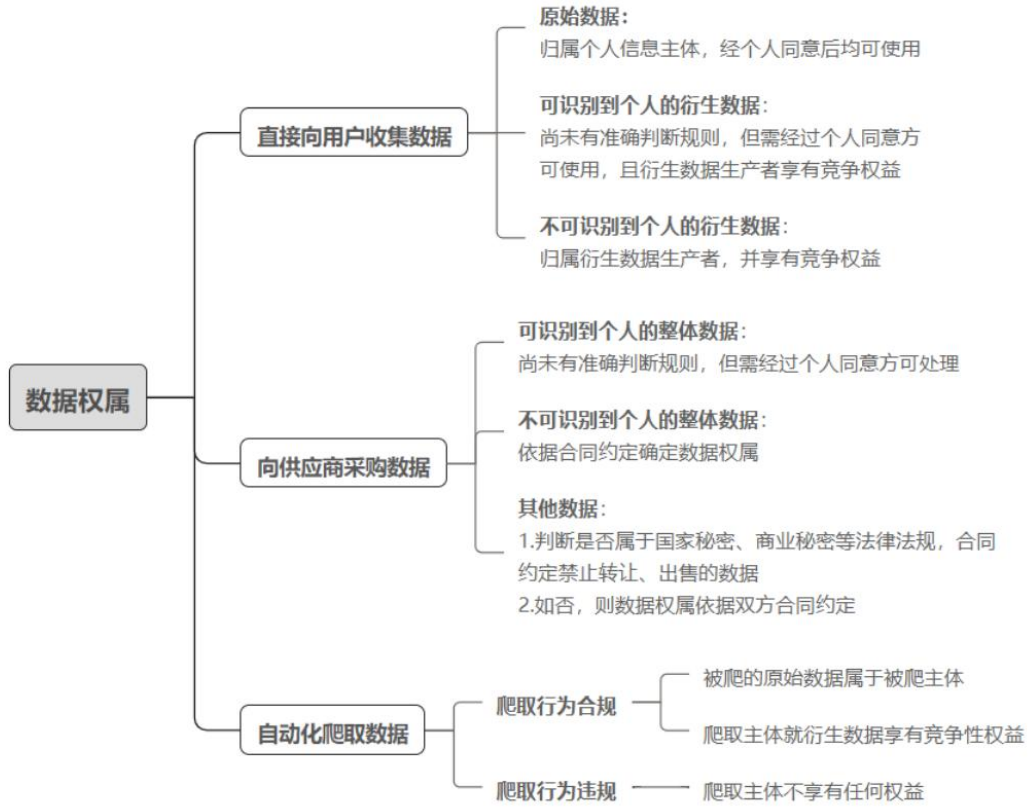 数据权属
直接向用户收集数据
原始数据：
归属个人信息主体，经个人同意后均可使用
可识别到个人的衍生数据：
尚未有准确判断规则，但需经过个人同意方
可使用，且衍生数据生产者享有竞争权益
不可识别到个人的衍生数据：
归属衍生数据生产者，并享有竞争权益
向供应商采购数据
可识别到个人的整体数据：
尚未有准确判断规则，但需经过个人同意方可处理
不可识别到个人的整体数据：
依据合同约定确定数据权属
其他数据：
1.判断是否属于国家秘密、商业秘密等法律法规，合同
约定禁止转让、出售的数据
2.如否，则数据权属依据双方合同约定
自动化爬取数据
爬取行为合规
被爬的原始数据属于被爬主体
爬取主体就衍生数据享有竞争性权益
爬取行为违规
爬取主体不享有任何权益